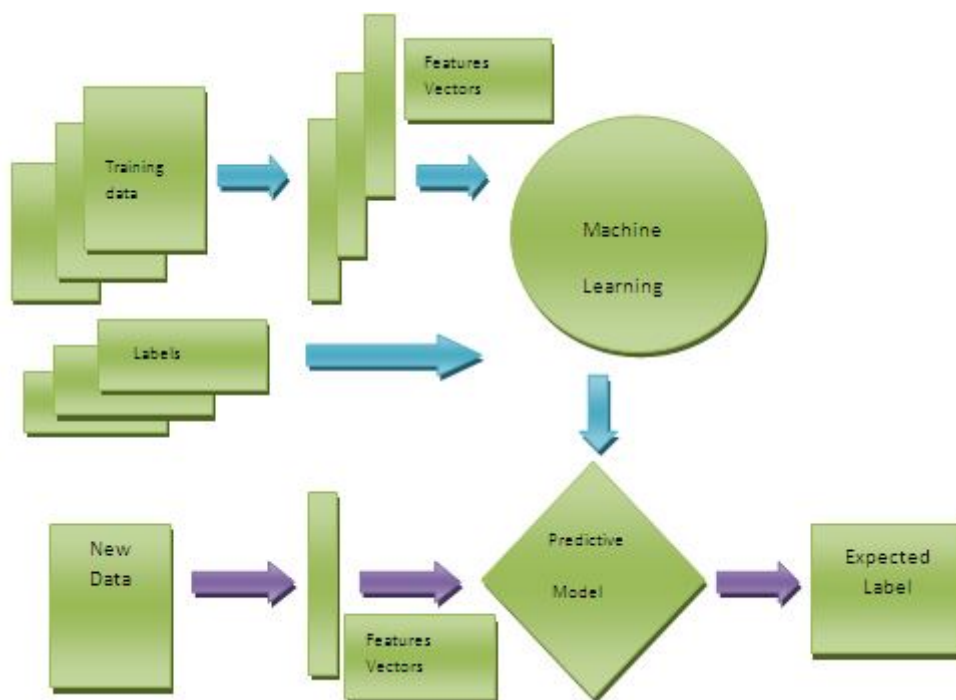 Features
Vectors
Training
data
Machine
Learning
Labels
New
Data
Predictive
Model
Expected
Label
Features
Vectors